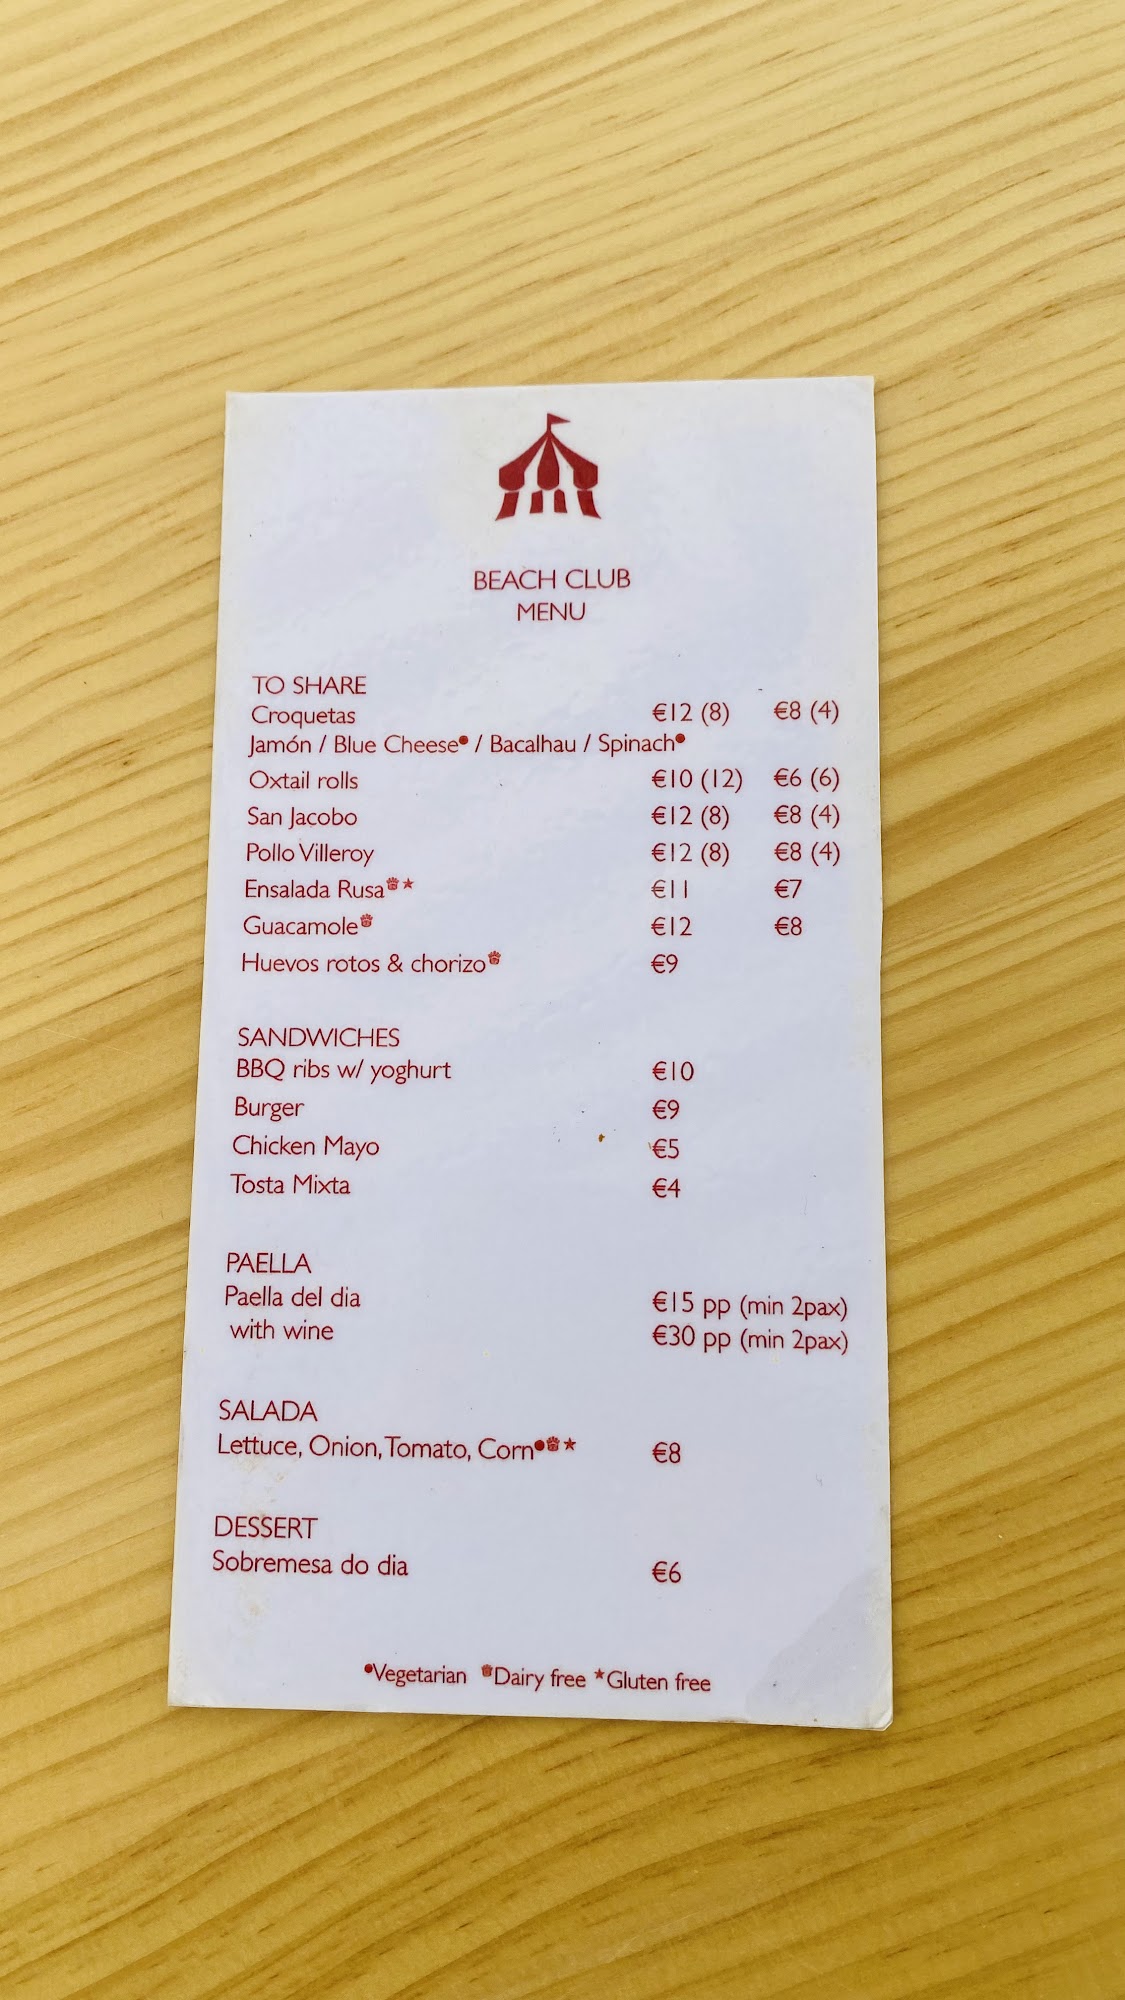 BEACH CLUB
MENU
TO SHARE
Croquetas €12 (8) €8 (4)
Jamón / Blue Cheese• / Bacalhau / Spinach•
Oxtail rolls €10 (12) €6 (6)
San Jacobo €12 (8) €8 (4)
Pollo Villeroy €12 (8) €8 (4)
Ensalada Rusa★ €11 €7
Guacamole €12 €8
Huevos rotos & chorizo €9
SANDWICHES
BBQ ribs w/ yoghurt €10
Burger €9
Chicken Mayo €5
Tosta Mixta €4
PAELLA
Paella del dia €15 pp (min 2pax)
with wine €30 pp (min 2pax)
SALADA
Lettuce, Onion, Tomato, Corn•★ €8
DESSERT
Sobremesa do dia €6
•Vegetarian Dairy free ★Gluten free